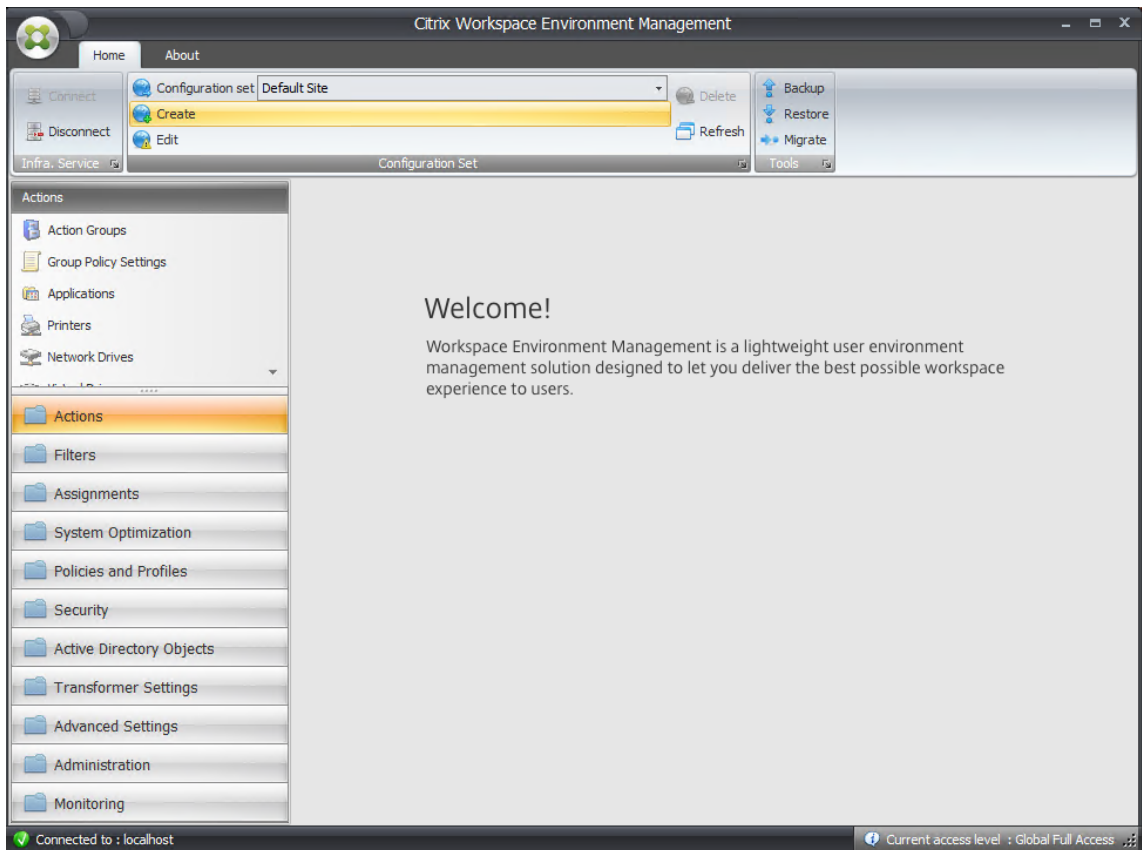 Citrix Workspace Environment Management
Home About
Connect
Disconnect
Infra. Service
Configuration set Default Site
Create
Edit
Delete
Refresh
Configuration Set
Backup
Restore
Migrate
Tools
Actions
Action Groups
Group Policy Settings
Applications
Printers
Network Drives
Actions
Filters
Assignments
System Optimization
Policies and Profiles
Security
Active Directory Objects
Transformer Settings
Advanced Settings
Administration
Monitoring
Welcome!
Workspace Environment Management is a lightweight user environment
management solution designed to let you deliver the best possible workspace
experience to users.
Connected to : localhost
Current access level : Global Full Access